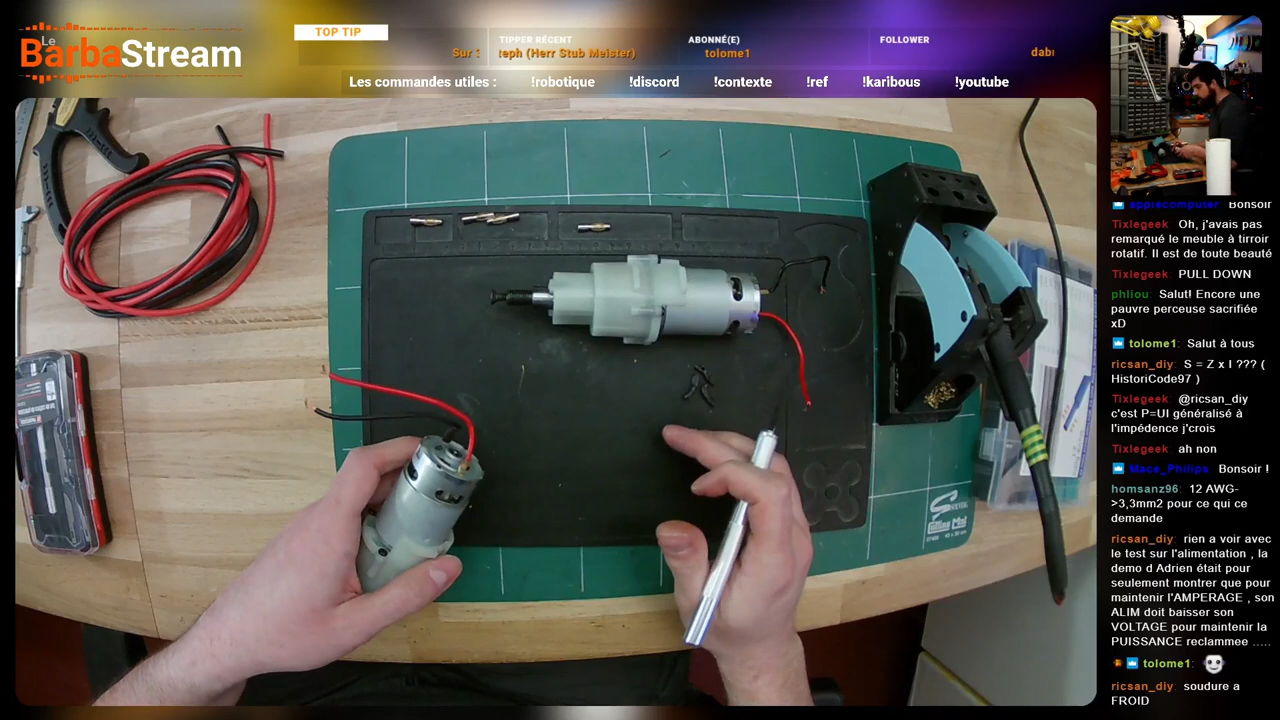 Le
BarbaStream
TOP TIP
Sur :
TIPPER RÉCENT
teph (Herr Stub Meister)
ABONNÉ(E)
tolome1
FOLLOWER
dab
Les commandes utiles : !robotique !discord !contexte !ref !karibous !youtube
applecomputer Bonsoir
Tixlegeek Oh, j'avais pas
remarqué le meuble à tirroir
rotatif. Il est de toute beauté
Tixlegeek PULL DOWN
phliou: Salut! Encore une
pauvre perceuse sacrifiée
xD
tolome1: Salut à tous
ricsan_diy: S = Z x I ??? (
HistoriCode97 )
Tixlegeek @ricsan_diy
c'est P=UI généralisé à
l'impédence j'crois
Tixlegeek ah non
Mace_Philips Bonsoir !
homsanz96: 12 AWG-
>3,3mm2 pour ce qui ce
demande
ricsan_diy: rien a voir avec
le test sur l'alimentation , la
demo d Adrien était pour
seulement montrer que pour
maintenir l'AMPERAGE , son
ALIM doit baisser son
VOLTAGE pour maintenir la
PUISSANCE reclammee .....
tolome1:
ricsan_diy: soudure a
FROID
Cutting Mat